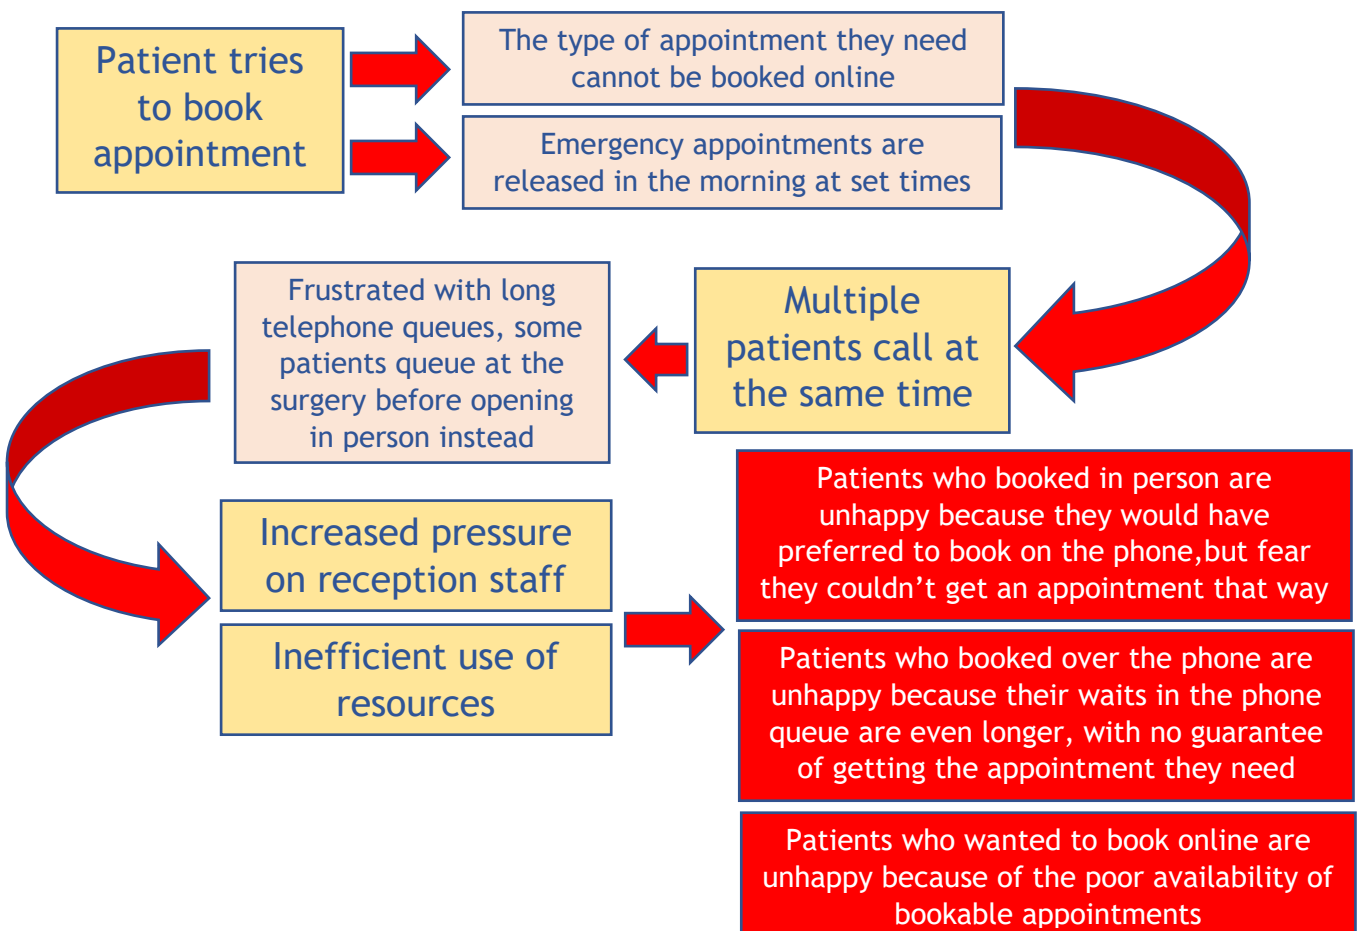 Patient tries
to book
appointment
The type of appointment they need
cannot be booked online
Emergency appointments are
released in the morning at set times
Multiple
patients call at
the same time
Frustrated with long
telephone queues, some
patients queue at the
surgery before opening
in person instead
Increased pressure
on reception staff
Inefficient use of
resources
Patients who booked in person are
unhappy because they would have
preferred to book on the phone,but fear
they couldn’t get an appointment that way
Patients who booked over the phone are
unhappy because their waits in the phone
queue are even longer, with no guarantee
of getting the appointment they need
Patients who wanted to book online are
unhappy because of the poor availability of
bookable appointments